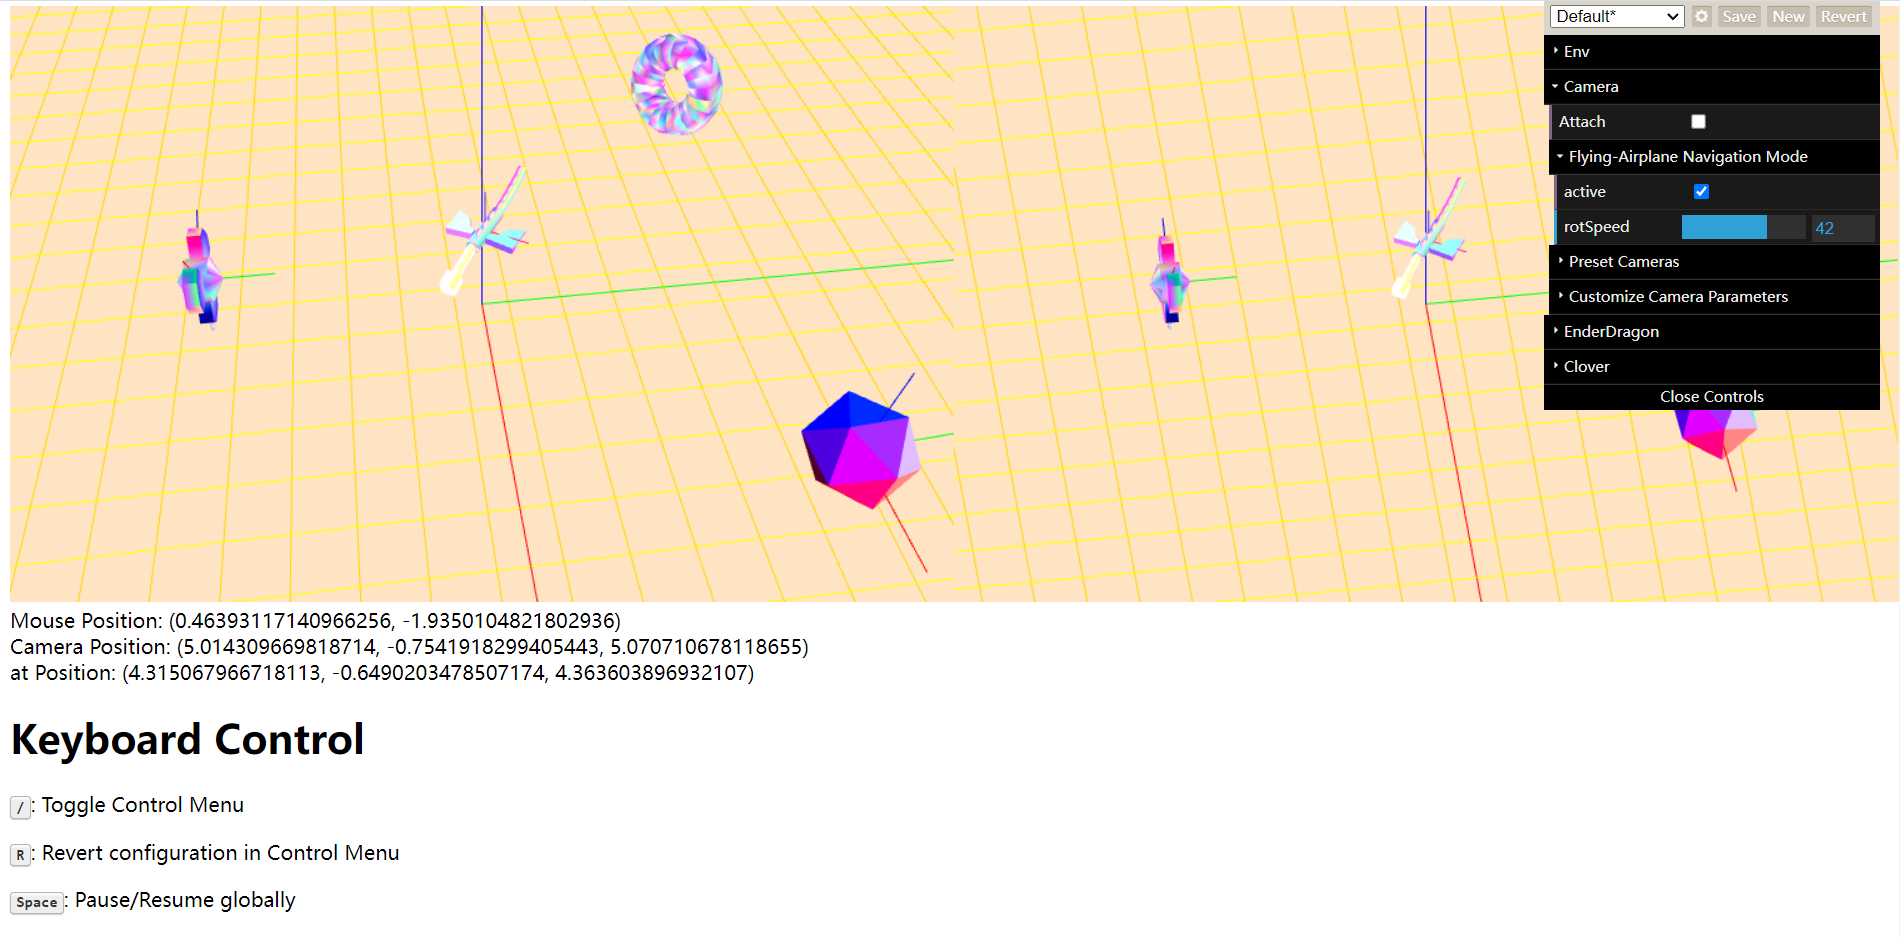 Default*
Save
New
Revert
Env
Camera
Attach
Flying-Airplane Navigation Mode
active
rotSpeed
42
Preset Cameras
Customize Camera Parameters
EnderDragon
Clover
Close Controls
Mouse Position: (0.46393117140966256, -1.9350104821802936)
Camera Position: (5.014309669818714, -0.7541918299405443, 5.070710678118655)
at Position: (4.315067966718113, -0.6490203478507174, 4.363603896932107)
Keyboard Control
/: Toggle Control Menu
R: Revert configuration in Control Menu
Space: Pause/Resume globally